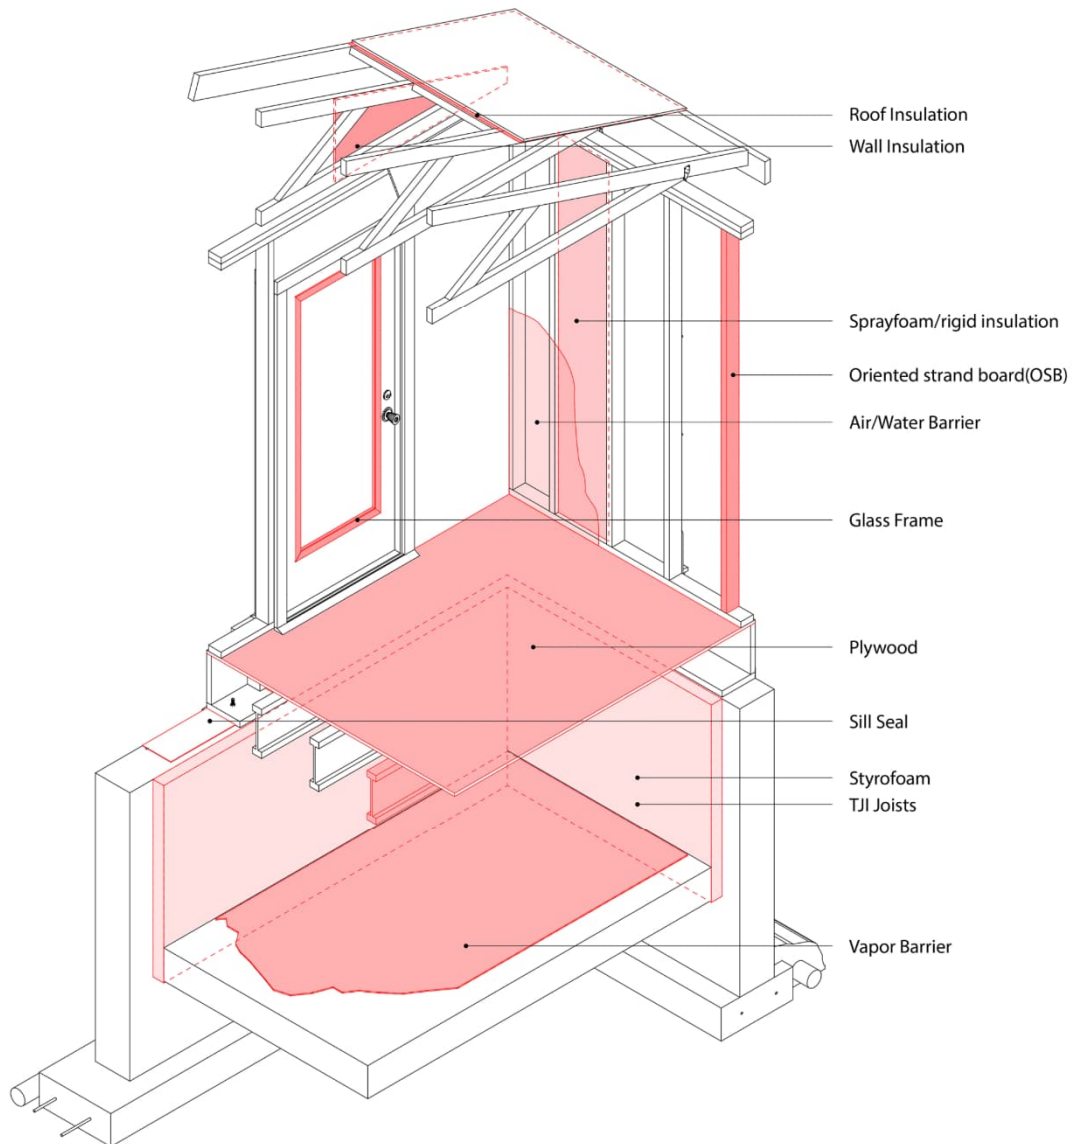 Roof Insulation
Wall Insulation
Sprayfoam/rigid insulation
Oriented strand board(OSB)
Air/Water Barrier
Glass Frame
Plywood
Sill Seal
Styrofoam
TJI Joists
Vapor Barrier